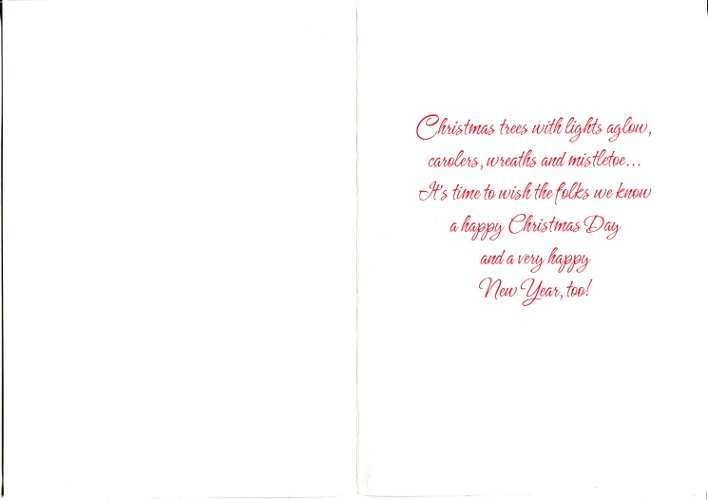 Christmas trees with lights aglow,
carolers, wreaths and mistletoe...
It's time to wish the folks we know
a happy Christmas Day
and a very happy
New Year, too!